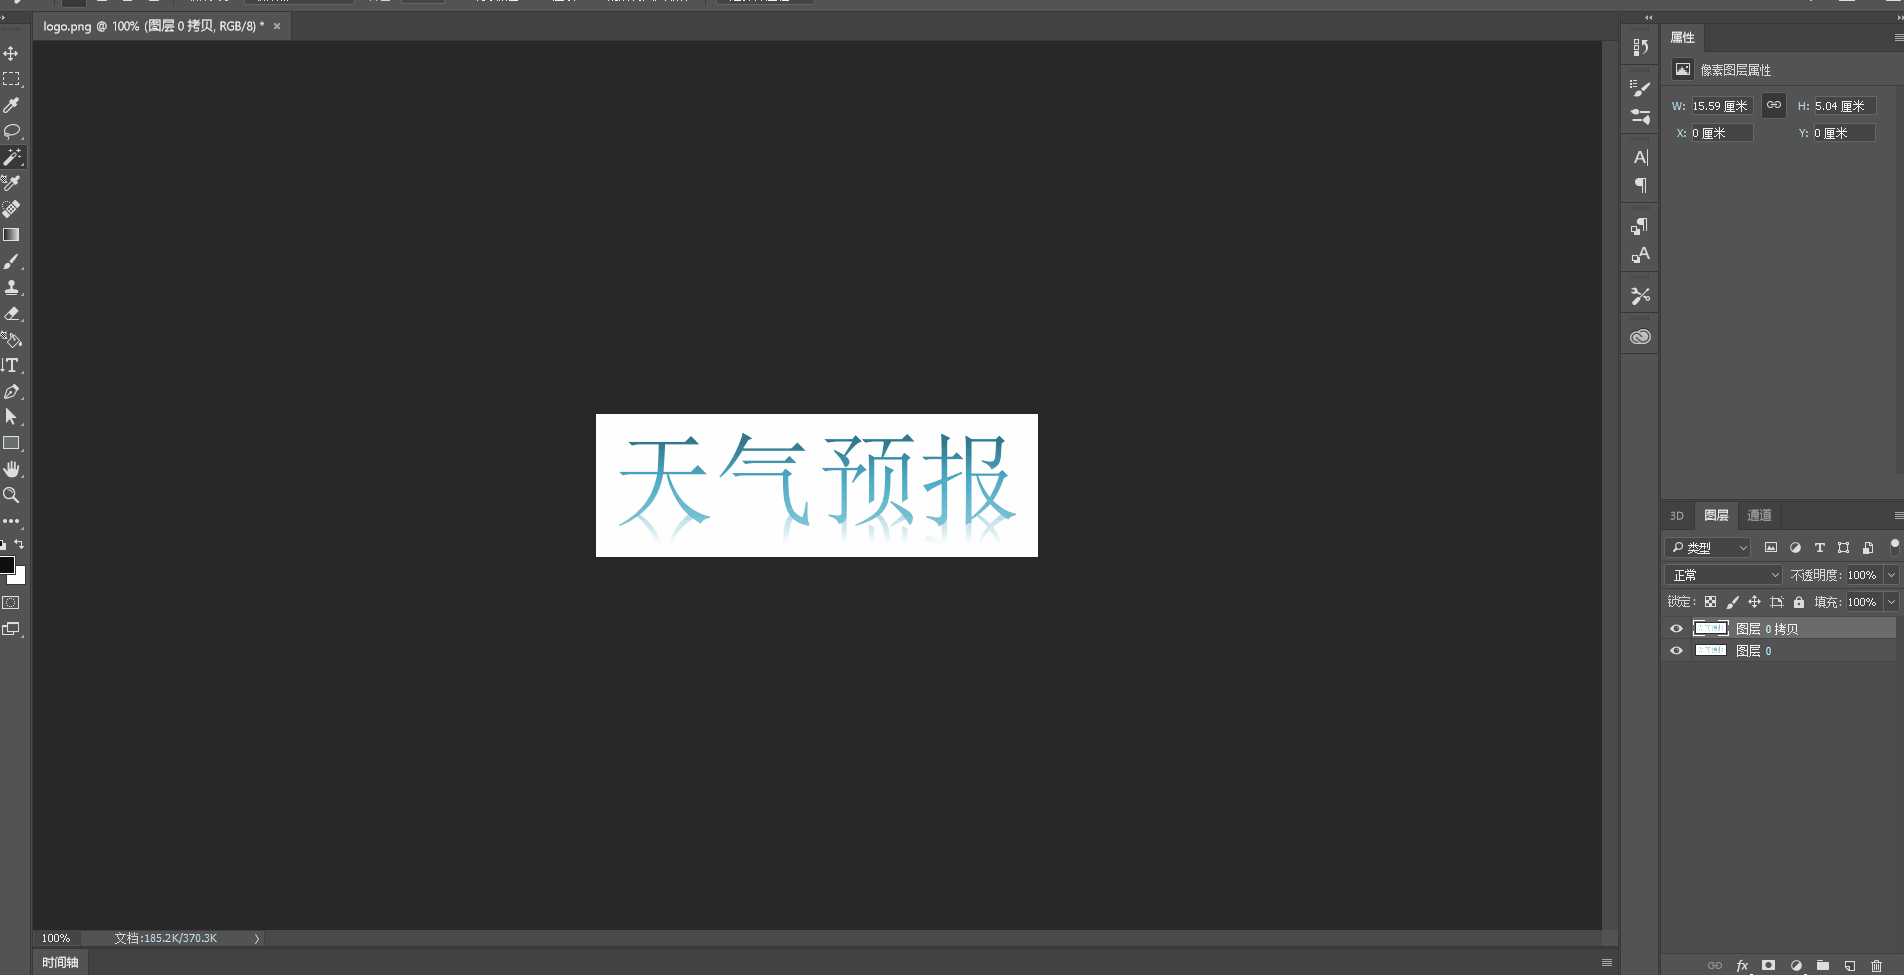 logo.png @ 100% (图层 0 拷贝, RGB/8) * ×
属性
像素图层属性
W: 15.59 厘米 H: 5.04 厘米
X: 0 厘米 Y: 0 厘米
天气预报
3D 图层 通道
类型
正常 不透明度: 100%
锁定: 填充: 100%
图层 0 拷贝
图层 0
fx
100% 文档:185.2K/370.3K
时间轴